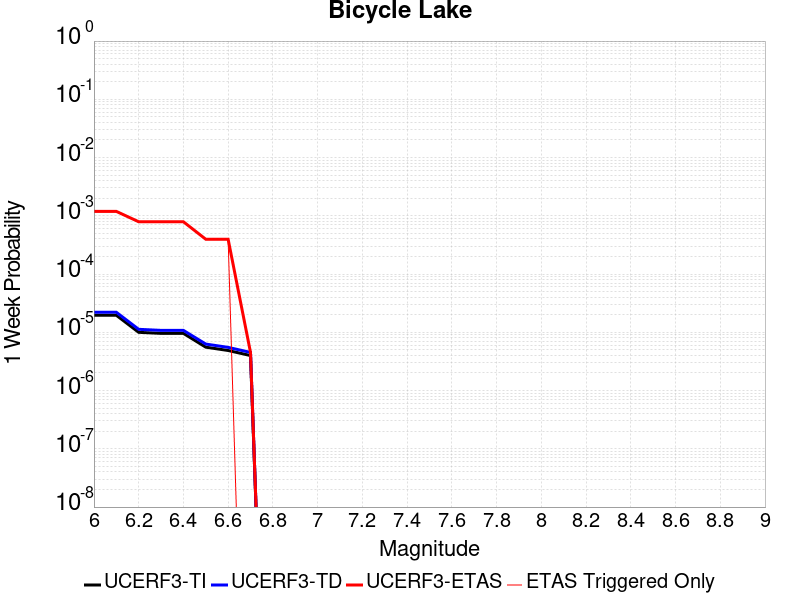 Bicycle Lake
10 0
10 -1
10 -2
10 -3
10 -4
10 -5
10 -6
10 -7
10 -8
1 Week Probability
6 6.2 6.4 6.6 6.8 7 7.2 7.4 7.6 7.8 8 8.2 8.4 8.6 8.8 9
Magnitude
UCERF3-TI UCERF3-TD UCERF3-ETAS ETAS Triggered Only